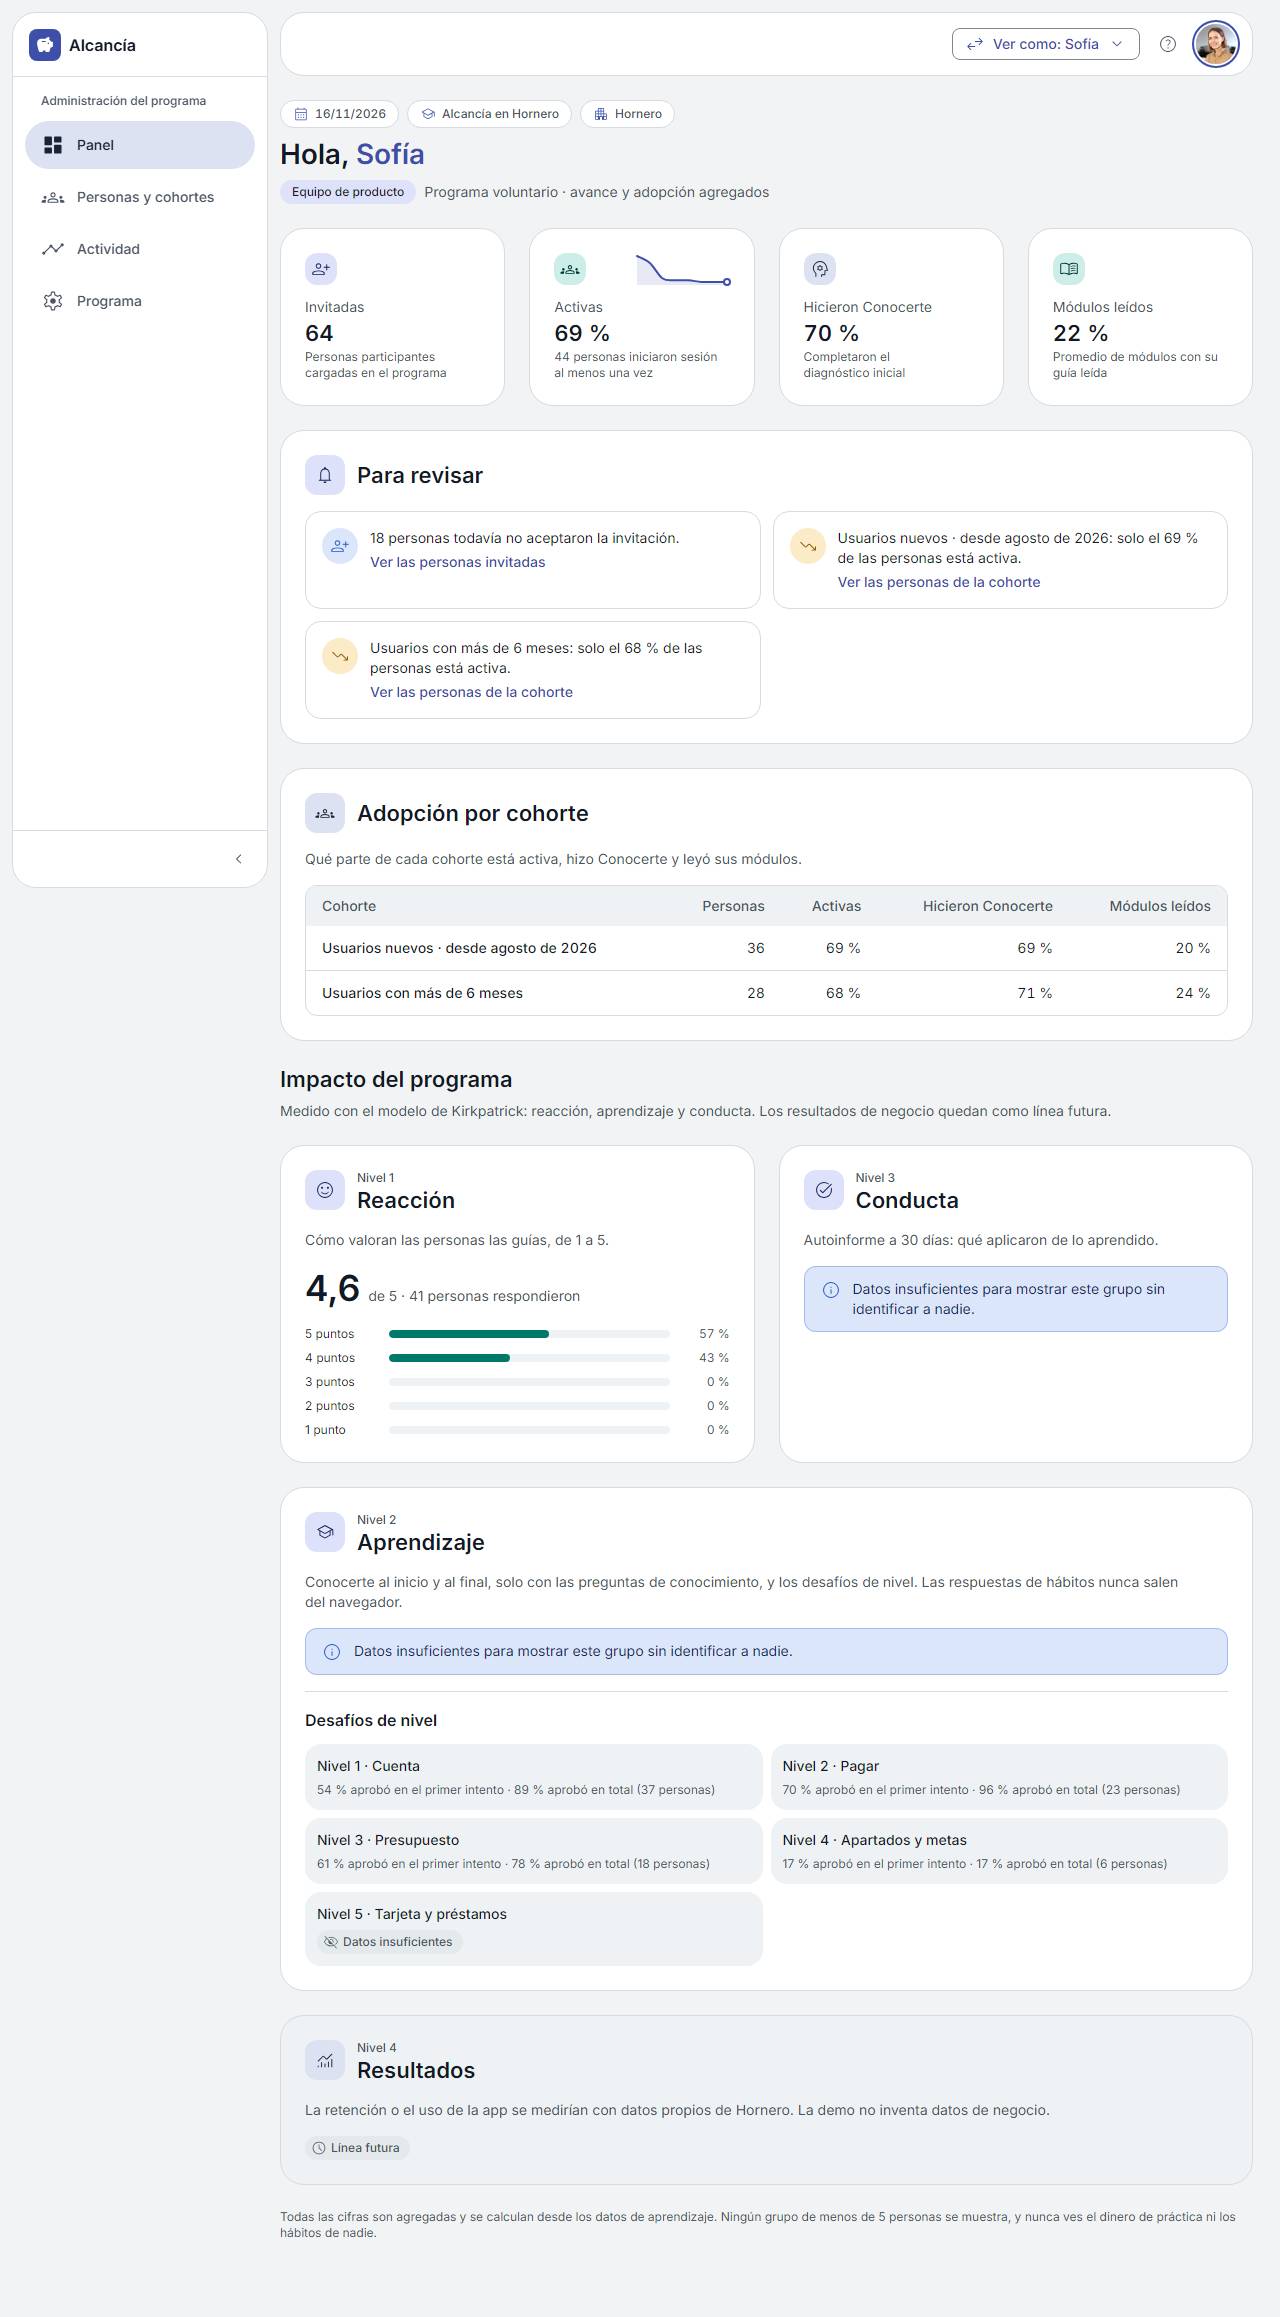 Alcancía
Ver como: Sofía
Administración del programa
Panel
Personas y cohortes
Actividad
Programa
16/11/2026
Alcancía en Hornero
Hornero
Hola, Sofía
Equipo de producto
Programa voluntario · avance y adopción agregados
Invitadas
64
Personas participantes
cargadas en el programa
Activas
69 %
44 personas iniciaron sesión
al menos una vez
Hicieron Conocerte
70 %
Completaron el
diagnóstico inicial
Módulos leídos
22 %
Promedio de módulos con su
guía leída
Para revisar
18 personas todavía no aceptaron la invitación.
Ver las personas invitadas
Usuarios nuevos · desde agosto de 2026: solo el 69 %
de las personas está activa.
Ver las personas de la cohorte
Usuarios con más de 6 meses: solo el 68 % de las
personas está activa.
Ver las personas de la cohorte
Adopción por cohorte
Qué parte de cada cohorte está activa, hizo Conocerte y leyó sus módulos.
Cohorte Personas Activas Hicieron Conocerte Módulos leídos
Usuarios nuevos · desde agosto de 2026 36 69 % 69 % 20 %
Usuarios con más de 6 meses 28 68 % 71 % 24 %
Impacto del programa
Medido con el modelo de Kirkpatrick: reacción, aprendizaje y conducta. Los resultados de negocio quedan como línea futura.
Nivel 1
Reacción
Cómo valoran las personas las guías, de 1 a 5.
4,6 de 5 · 41 personas respondieron
5 puntos 57 %
4 puntos 43 %
3 puntos 0 %
2 puntos 0 %
1 punto 0 %
Nivel 3
Conducta
Autoinforme a 30 días: qué aplicaron de lo aprendido.
Datos insuficientes para mostrar este grupo sin
identificar a nadie.
Nivel 2
Aprendizaje
Conocerte al inicio y al final, solo con las preguntas de conocimiento, y los desafíos de nivel. Las respuestas de hábitos nunca salen
del navegador.
Datos insuficientes para mostrar este grupo sin identificar a nadie.
Desafíos de nivel
Nivel 1 · Cuenta
54 % aprobó en el primer intento · 89 % aprobó en total (37 personas)
Nivel 2 · Pagar
70 % aprobó en el primer intento · 96 % aprobó en total (23 personas)
Nivel 3 · Presupuesto
61 % aprobó en el primer intento · 78 % aprobó en total (18 personas)
Nivel 4 · Apartados y metas
17 % aprobó en el primer intento · 17 % aprobó en total (6 personas)
Nivel 5 · Tarjeta y préstamos
Datos insuficientes
Nivel 4
Resultados
La retención o el uso de la app se medirían con datos propios de Hornero. La demo no inventa datos de negocio.
Línea futura
Todas las cifras son agregadas y se calculan desde los datos de aprendizaje. Ningún grupo de menos de 5 personas se muestra, y nunca ves el dinero de práctica ni los
hábitos de nadie.